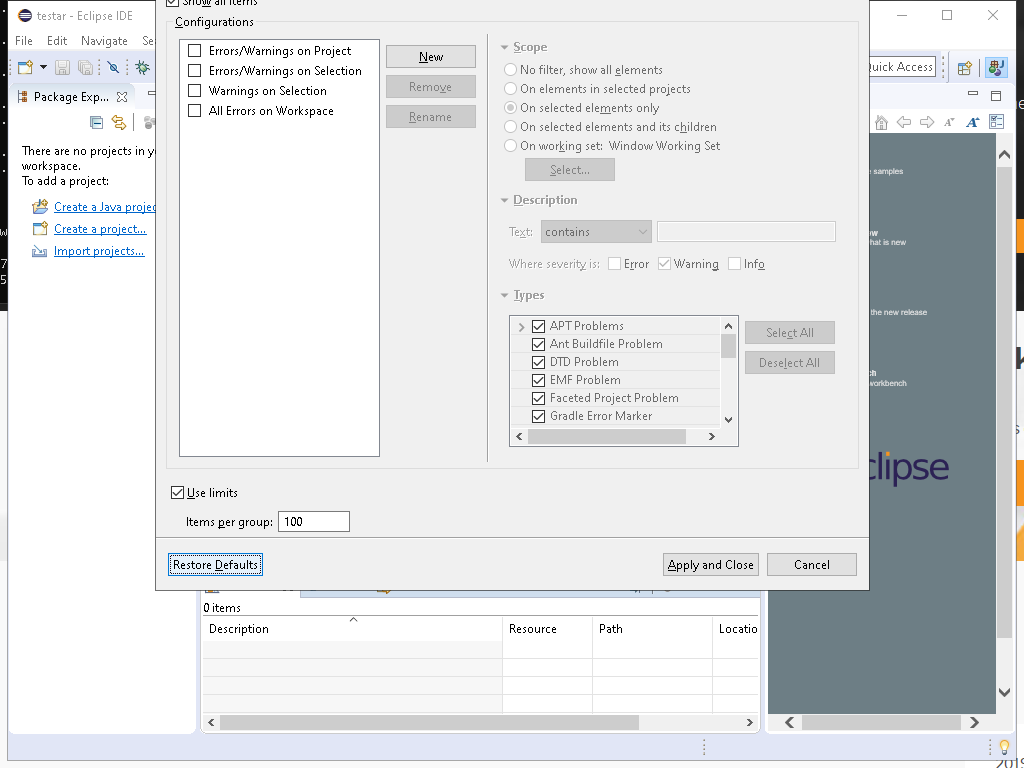 testar - Eclipse IDE
Show all items
File Edit Navigate
Configurations
Quick Access
Package Exp...
There are no projects in
workspace.
To add a project:
Create a Java
Create a project...
Import projects...
Errors/Warnings on Project
Errors/Warnings on Selection
Warnings on Selection
All Errors on Workspace
New
Remove
Rename
Scope
No filter, show all elements
On elements in selected projects
On selected elements only
On selected elements and its children
On working set: Window Working Set
Select...
Description
Text: contains
Where severity is: Error Warning Info
Types
APT Problems
Ant Buildfile Problem
DTD Problem
EMF Problem
Faceted Project Problem
Gradle Error Marker
Select All
Deselect All
samples
what is new
the new release
workbench
clipse
Use limits
Items per group: 100
Restore Defaults
Apply and Close
Cancel
0 items
Description Resource Path Locatio
2019